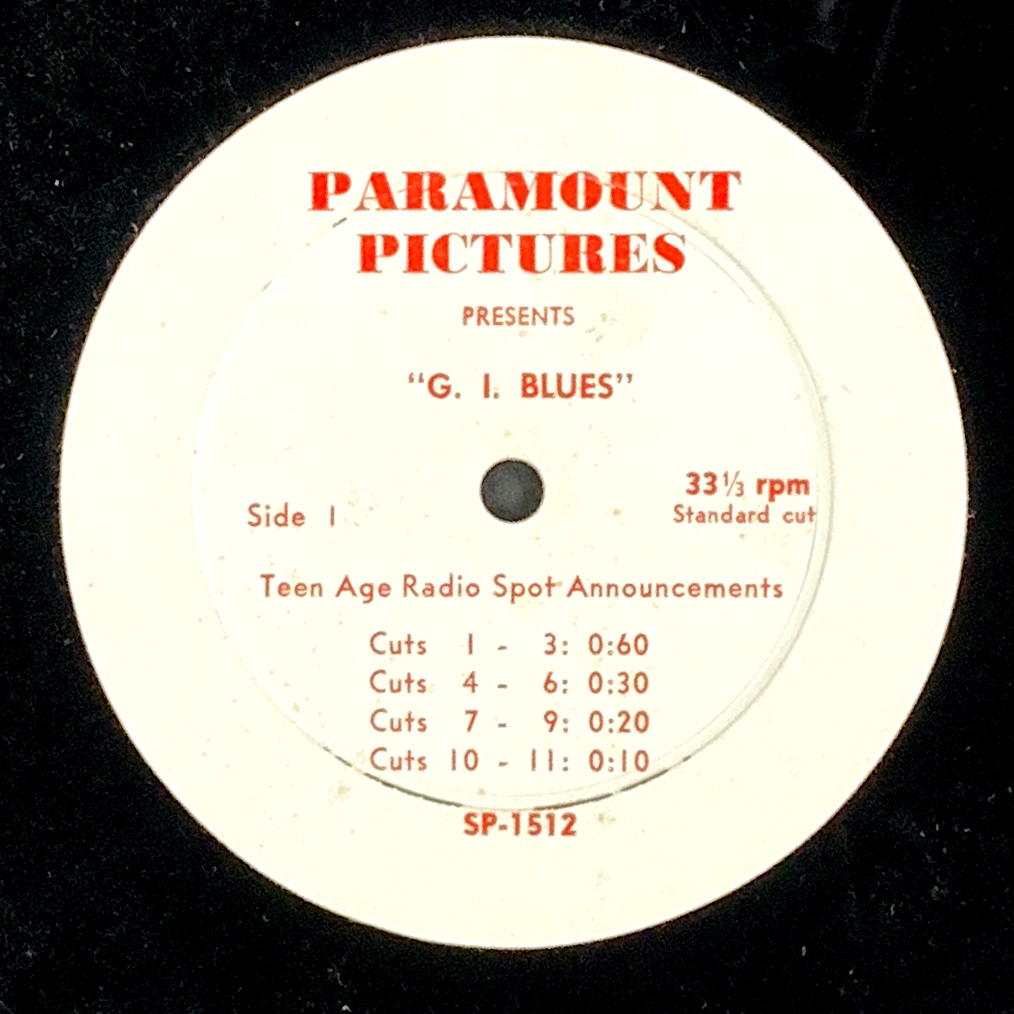 PARAMOUNT
PICTURES
PRESENTS
“G. I. BLUES”
33⅓ rpm
Side 1 Standard cut
Teen Age Radio Spot Announcements
Cuts 1 - 3: 0:60
Cuts 4 - 6: 0:30
Cuts 7 - 9: 0:20
Cuts 10 - 11: 0:10
SP-1512